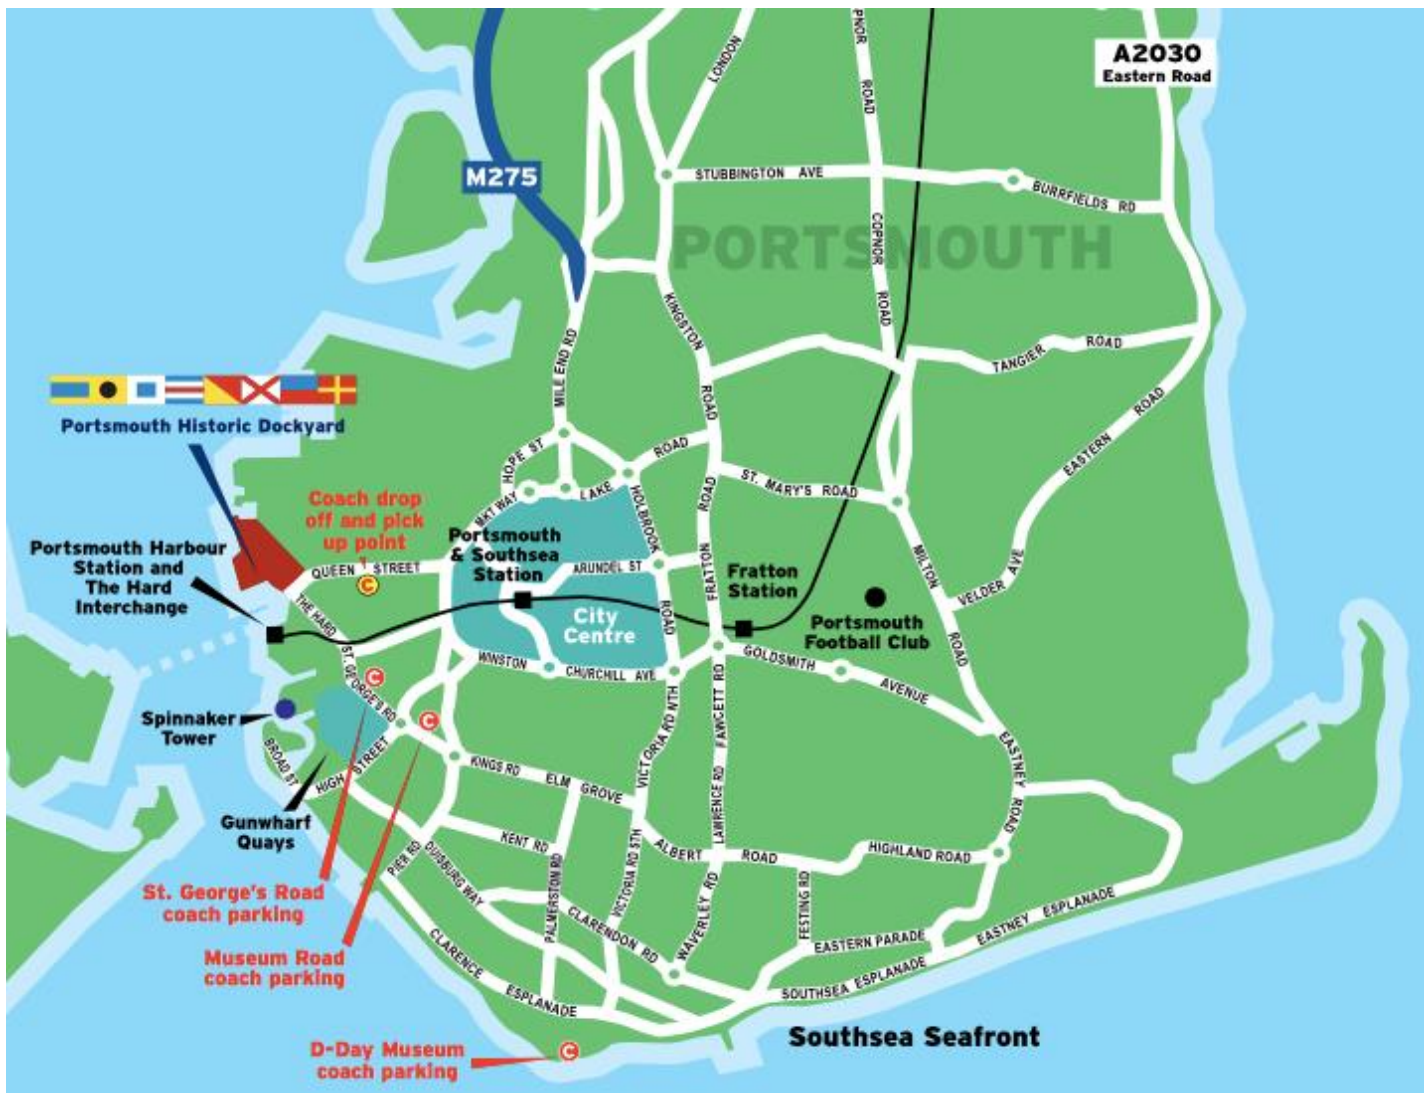 PNOR
ROAD
LONDON
A2030
Eastern Road
M275
STUBBINGTON AVE
BURRFIELDS RD
COPNOR
ROAD
PORTSMOUTH
KINGSTON
ROAD
MILE END RD
TANGIER ROAD
EASTERN ROAD
Portsmouth Historic Dockyard
HOPE ST
ROAD
LAKE
MKT WAY
HOLBROOK
ROAD
ST. MARY'S ROAD
ROAD
FRATTON
Coach drop
off and pick
up point
C
QUEEN STREET
Portsmouth
& Southsea
Station
ARUNDEL ST
City
Centre
Fratton
Station
Portsmouth
Football Club
MILTON
ROAD
VELDER AVE
Portsmouth Harbour
Station and
The Hard
Interchange
THE HARD
ST. GEORGE'S RD
C
WINSTON CHURCHILL AVE
GOLDSMITH AVENUE
VICTORIA RD NTH
FAWCETT RD
LAWRENCE RD
Spinnaker
Tower
BROAD ST
HIGH STREET
C
KINGS RD
ELM GROVE
EASTNEY ROAD
Gunwharf
Quays
PIER RD
DUISBURG WAY
KENT RD
PALMERSTON RD
VICTORIA RD STH
ALBERT ROAD
HIGHLAND ROAD
FESTING RD
WAVERLEY RD
CLARENDON RD
St. George's Road
coach parking
Museum Road
coach parking
CLARENCE ESPLANADE
EASTERN PARADE
EASTNEY ESPLANADE
SOUTHSEA ESPLANADE
Southsea Seafront
D-Day Museum
coach parking
C